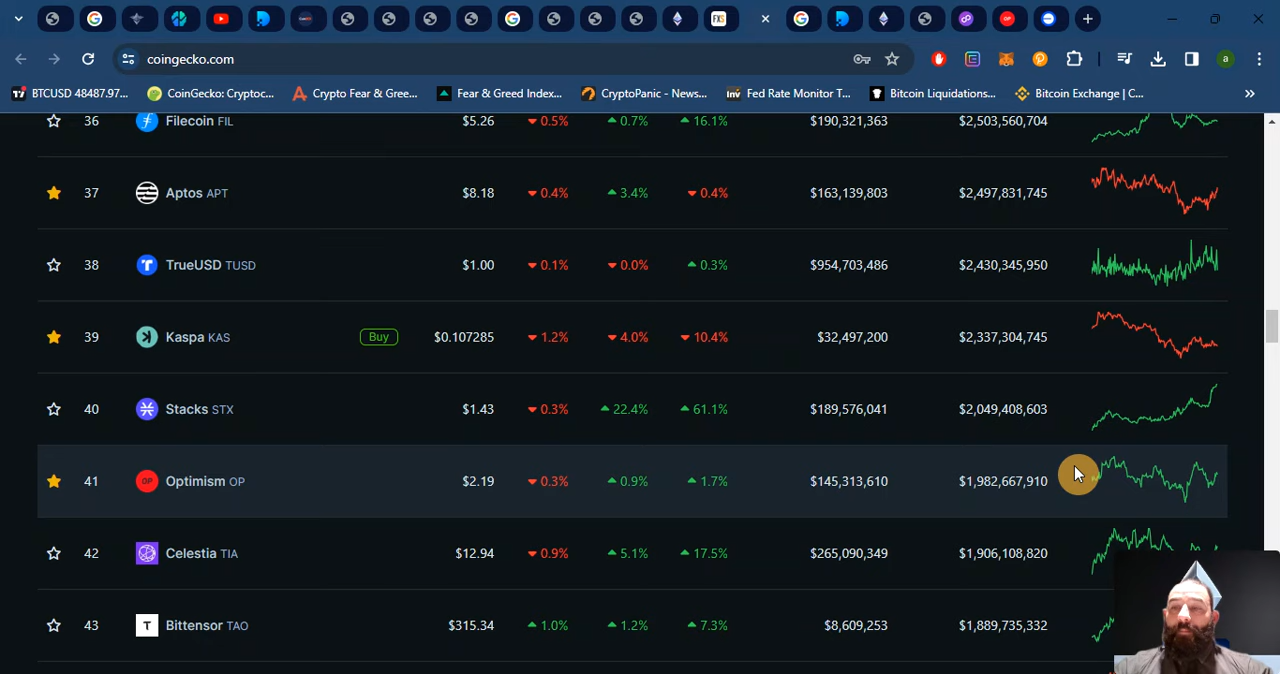 FXS
coingecko.com
a
BTCUSD 48487.97...
CoinGecko: Cryptoc...
Crypto Fear & Gree...
Fear & Greed Index...
CryptoPanic - News...
Inv Fed Rate Monitor T...
Bitcoin Liquidations...
Bitcoin Exchange | C...
36 Filecoin FIL $5.26 0.5% 0.7% 16.1% $190,321,363 $2,503,560,704
37 Aptos APT $8.18 0.4% 3.4% 0.4% $163,139,803 $2,497,831,745
38 TrueUSD TUSD $1.00 0.1% 0.0% 0.3% $954,703,486 $2,430,345,950
39 Kaspa KAS Buy $0.107285 1.2% 4.0% 10.4% $32,497,200 $2,337,304,745
40 Stacks STX $1.43 0.3% 22.4% 61.1% $189,576,041 $2,049,408,603
41 OP Optimism OP $2.19 0.3% 0.9% 1.7% $145,313,610 $1,982,667,910
42 Celestia TIA $12.94 0.9% 5.1% 17.5% $265,090,349 $1,906,108,820
43 T Bittensor TAO $315.34 1.0% 1.2% 7.3% $8,609,253 $1,889,735,332